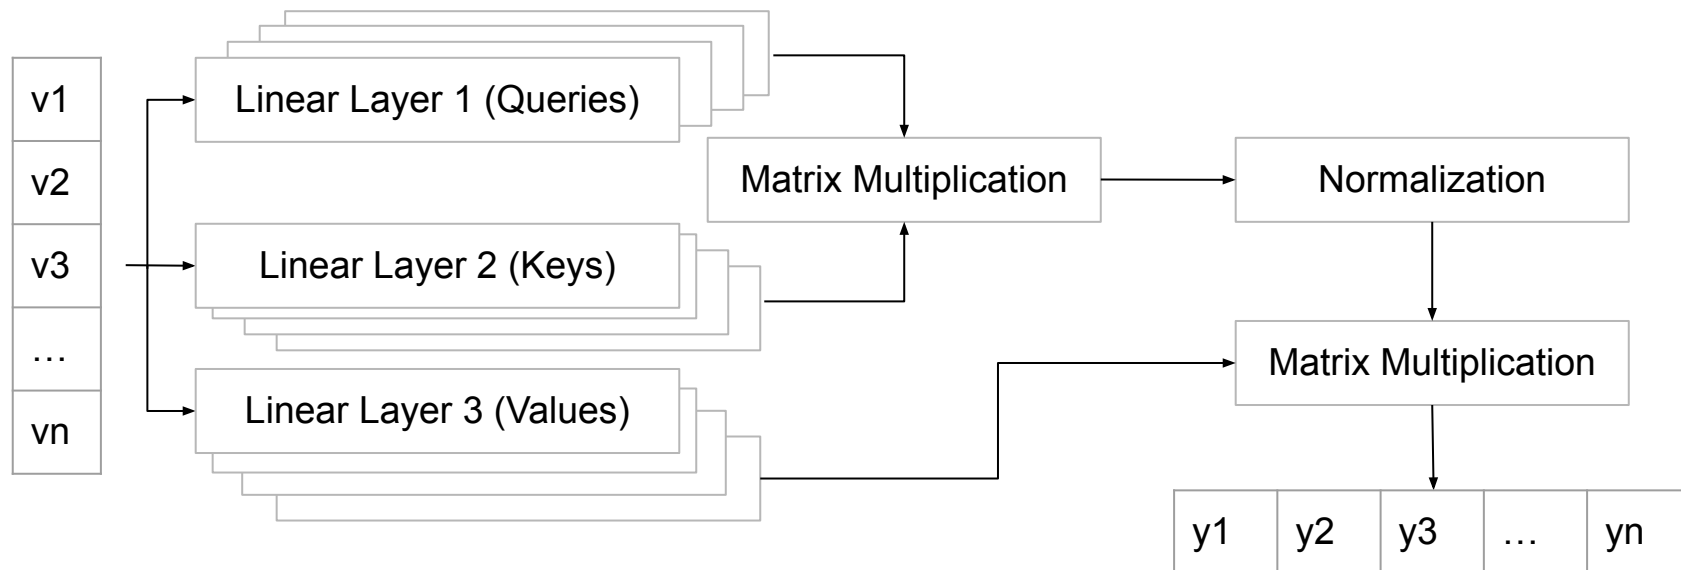 v1
v2
v3
…
vn
Linear Layer 1 (Queries)
Linear Layer 2 (Keys)
Linear Layer 3 (Values)
Matrix Multiplication
Normalization
Matrix Multiplication
y1 y2 y3 … yn